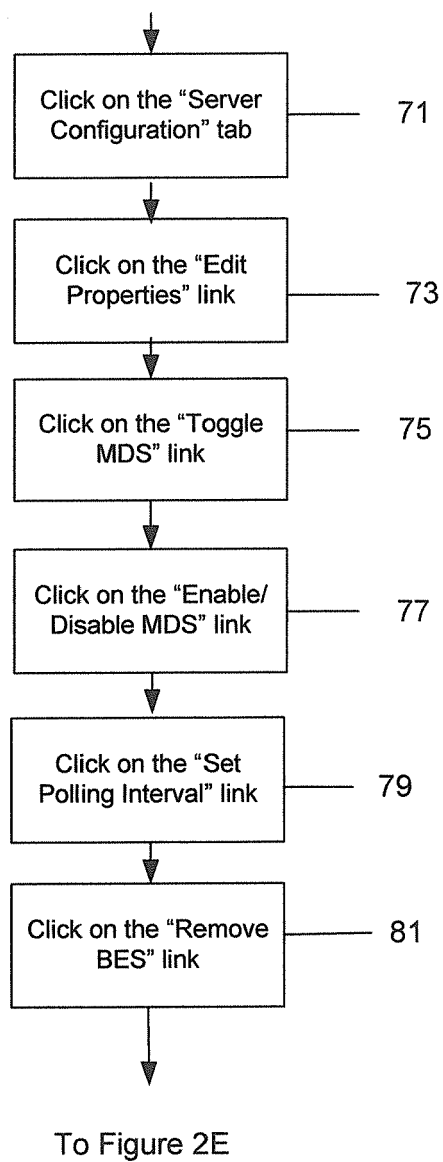 Click on the “Server
Configuration” tab
71
Click on the “Edit
Properties” link
73
Click on the “Toggle
MDS” link
75
Click on the “Enable/
Disable MDS” link
77
Click on the “Set
Polling Interval” link
79
Click on the “Remove
BES” link
81
To Figure 2E